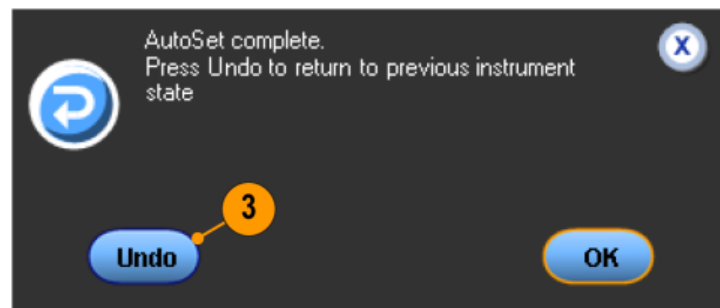 AutoSet complete.
Press Undo to return to previous instrument
state
X
3
Undo
OK